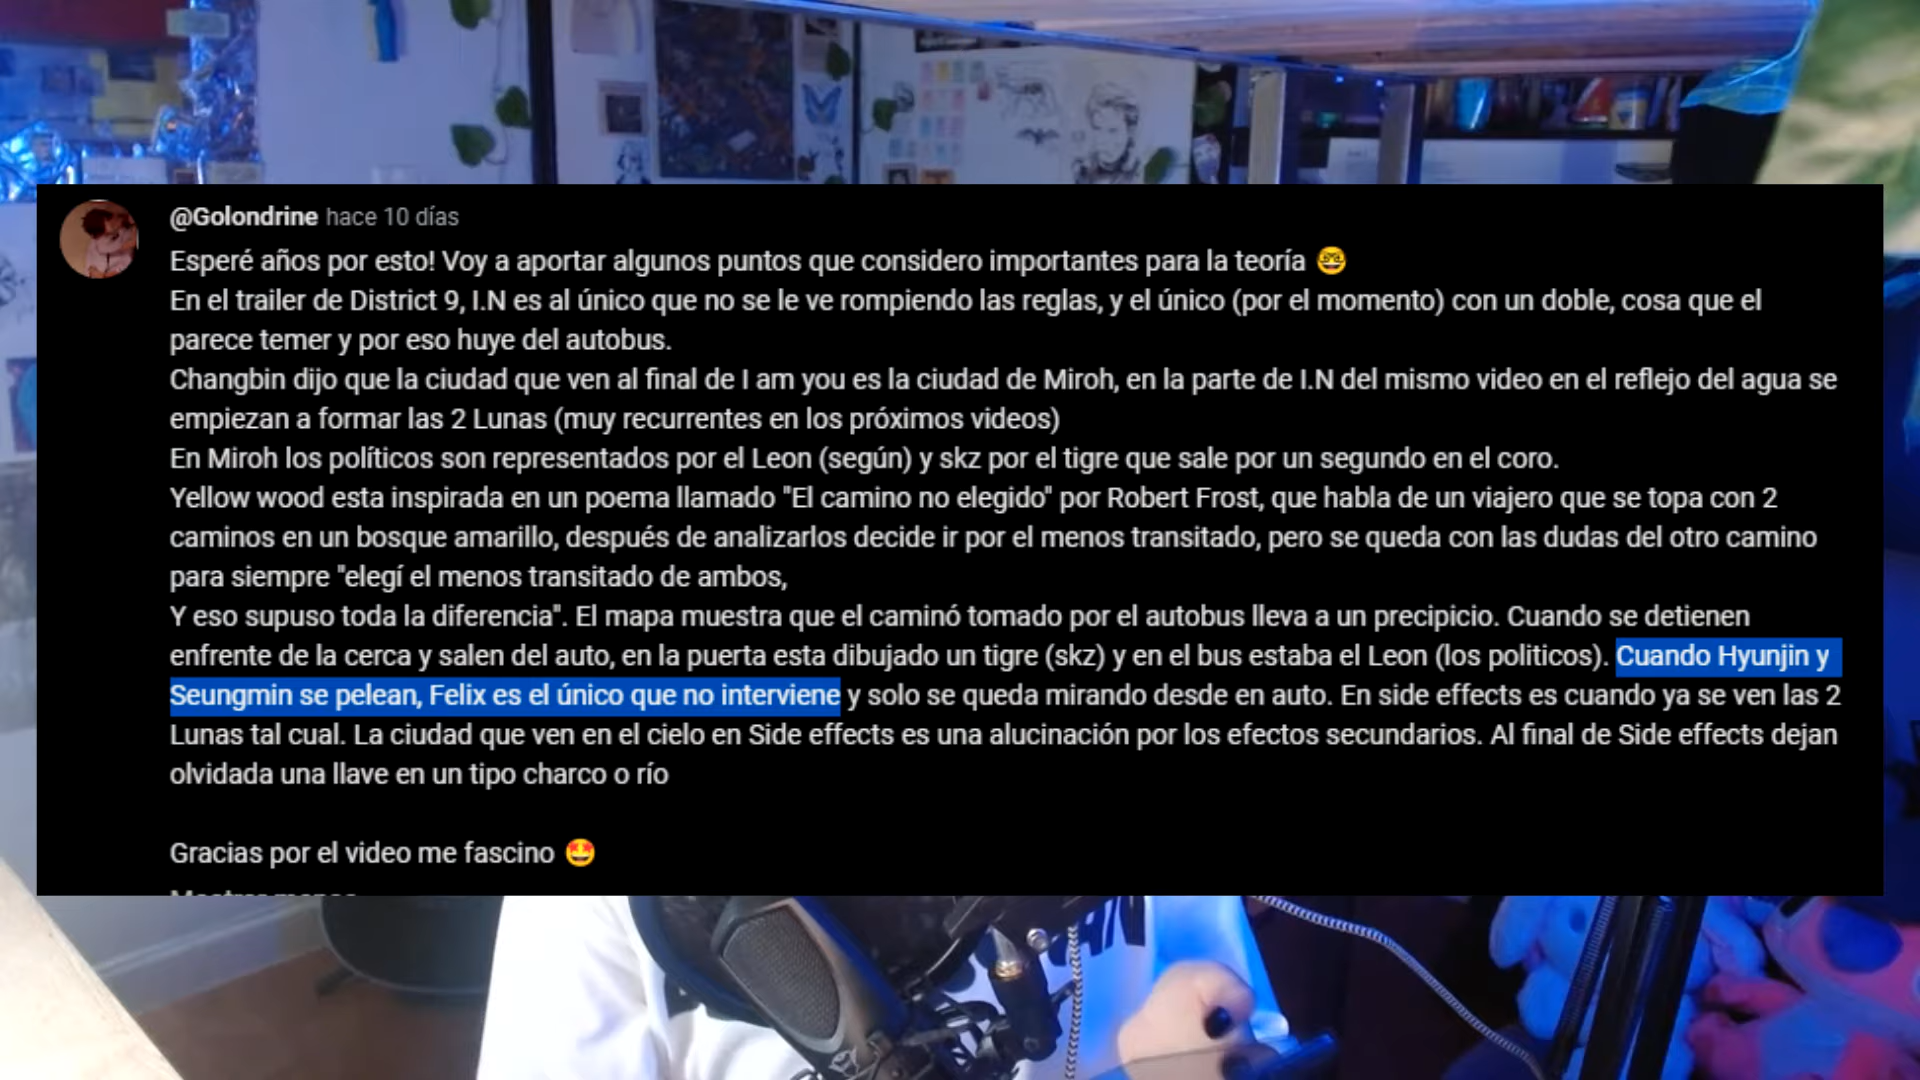 @Golondrine hace 10 días
Esperé años por esto! Voy a aportar algunos puntos que considero importantes para la teoría 🤓
En el trailer de District 9, I.N es al único que no se le ve rompiendo las reglas, y el único (por el momento) con un doble, cosa que el
parece temer y por eso huye del autobus.
Changbin dijo que la ciudad que ven al final de I am you es la ciudad de Miroh, en la parte de I.N del mismo video en el reflejo del agua se
empiezan a formar las 2 Lunas (muy recurrentes en los próximos videos)
En Miroh los políticos son representados por el Leon (según) y skz por el tigre que sale por un segundo en el coro.
Yellow wood esta inspirada en un poema llamado "El camino no elegido" por Robert Frost, que habla de un viajero que se topa con 2
caminos en un bosque amarillo, después de analizarlos decide ir por el menos transitado, pero se queda con las dudas del otro camino
para siempre "elegí el menos transitado de ambos,
Y eso supuso toda la diferencia". El mapa muestra que el caminó tomado por el autobus lleva a un precipicio. Cuando se detienen
enfrente de la cerca y salen del auto, en la puerta esta dibujado un tigre (skz) y en el bus estaba el Leon (los politicos). Cuando Hyunjin y
Seungmin se pelean, Felix es el único que no interviene y solo se queda mirando desde en auto. En side effects es cuando ya se ven las 2
Lunas tal cual. La ciudad que ven en el cielo en Side effects es una alucinación por los efectos secundarios. Al final de Side effects dejan
olvidada una llave en un tipo charco o río
Gracias por el video me fascino 🤩